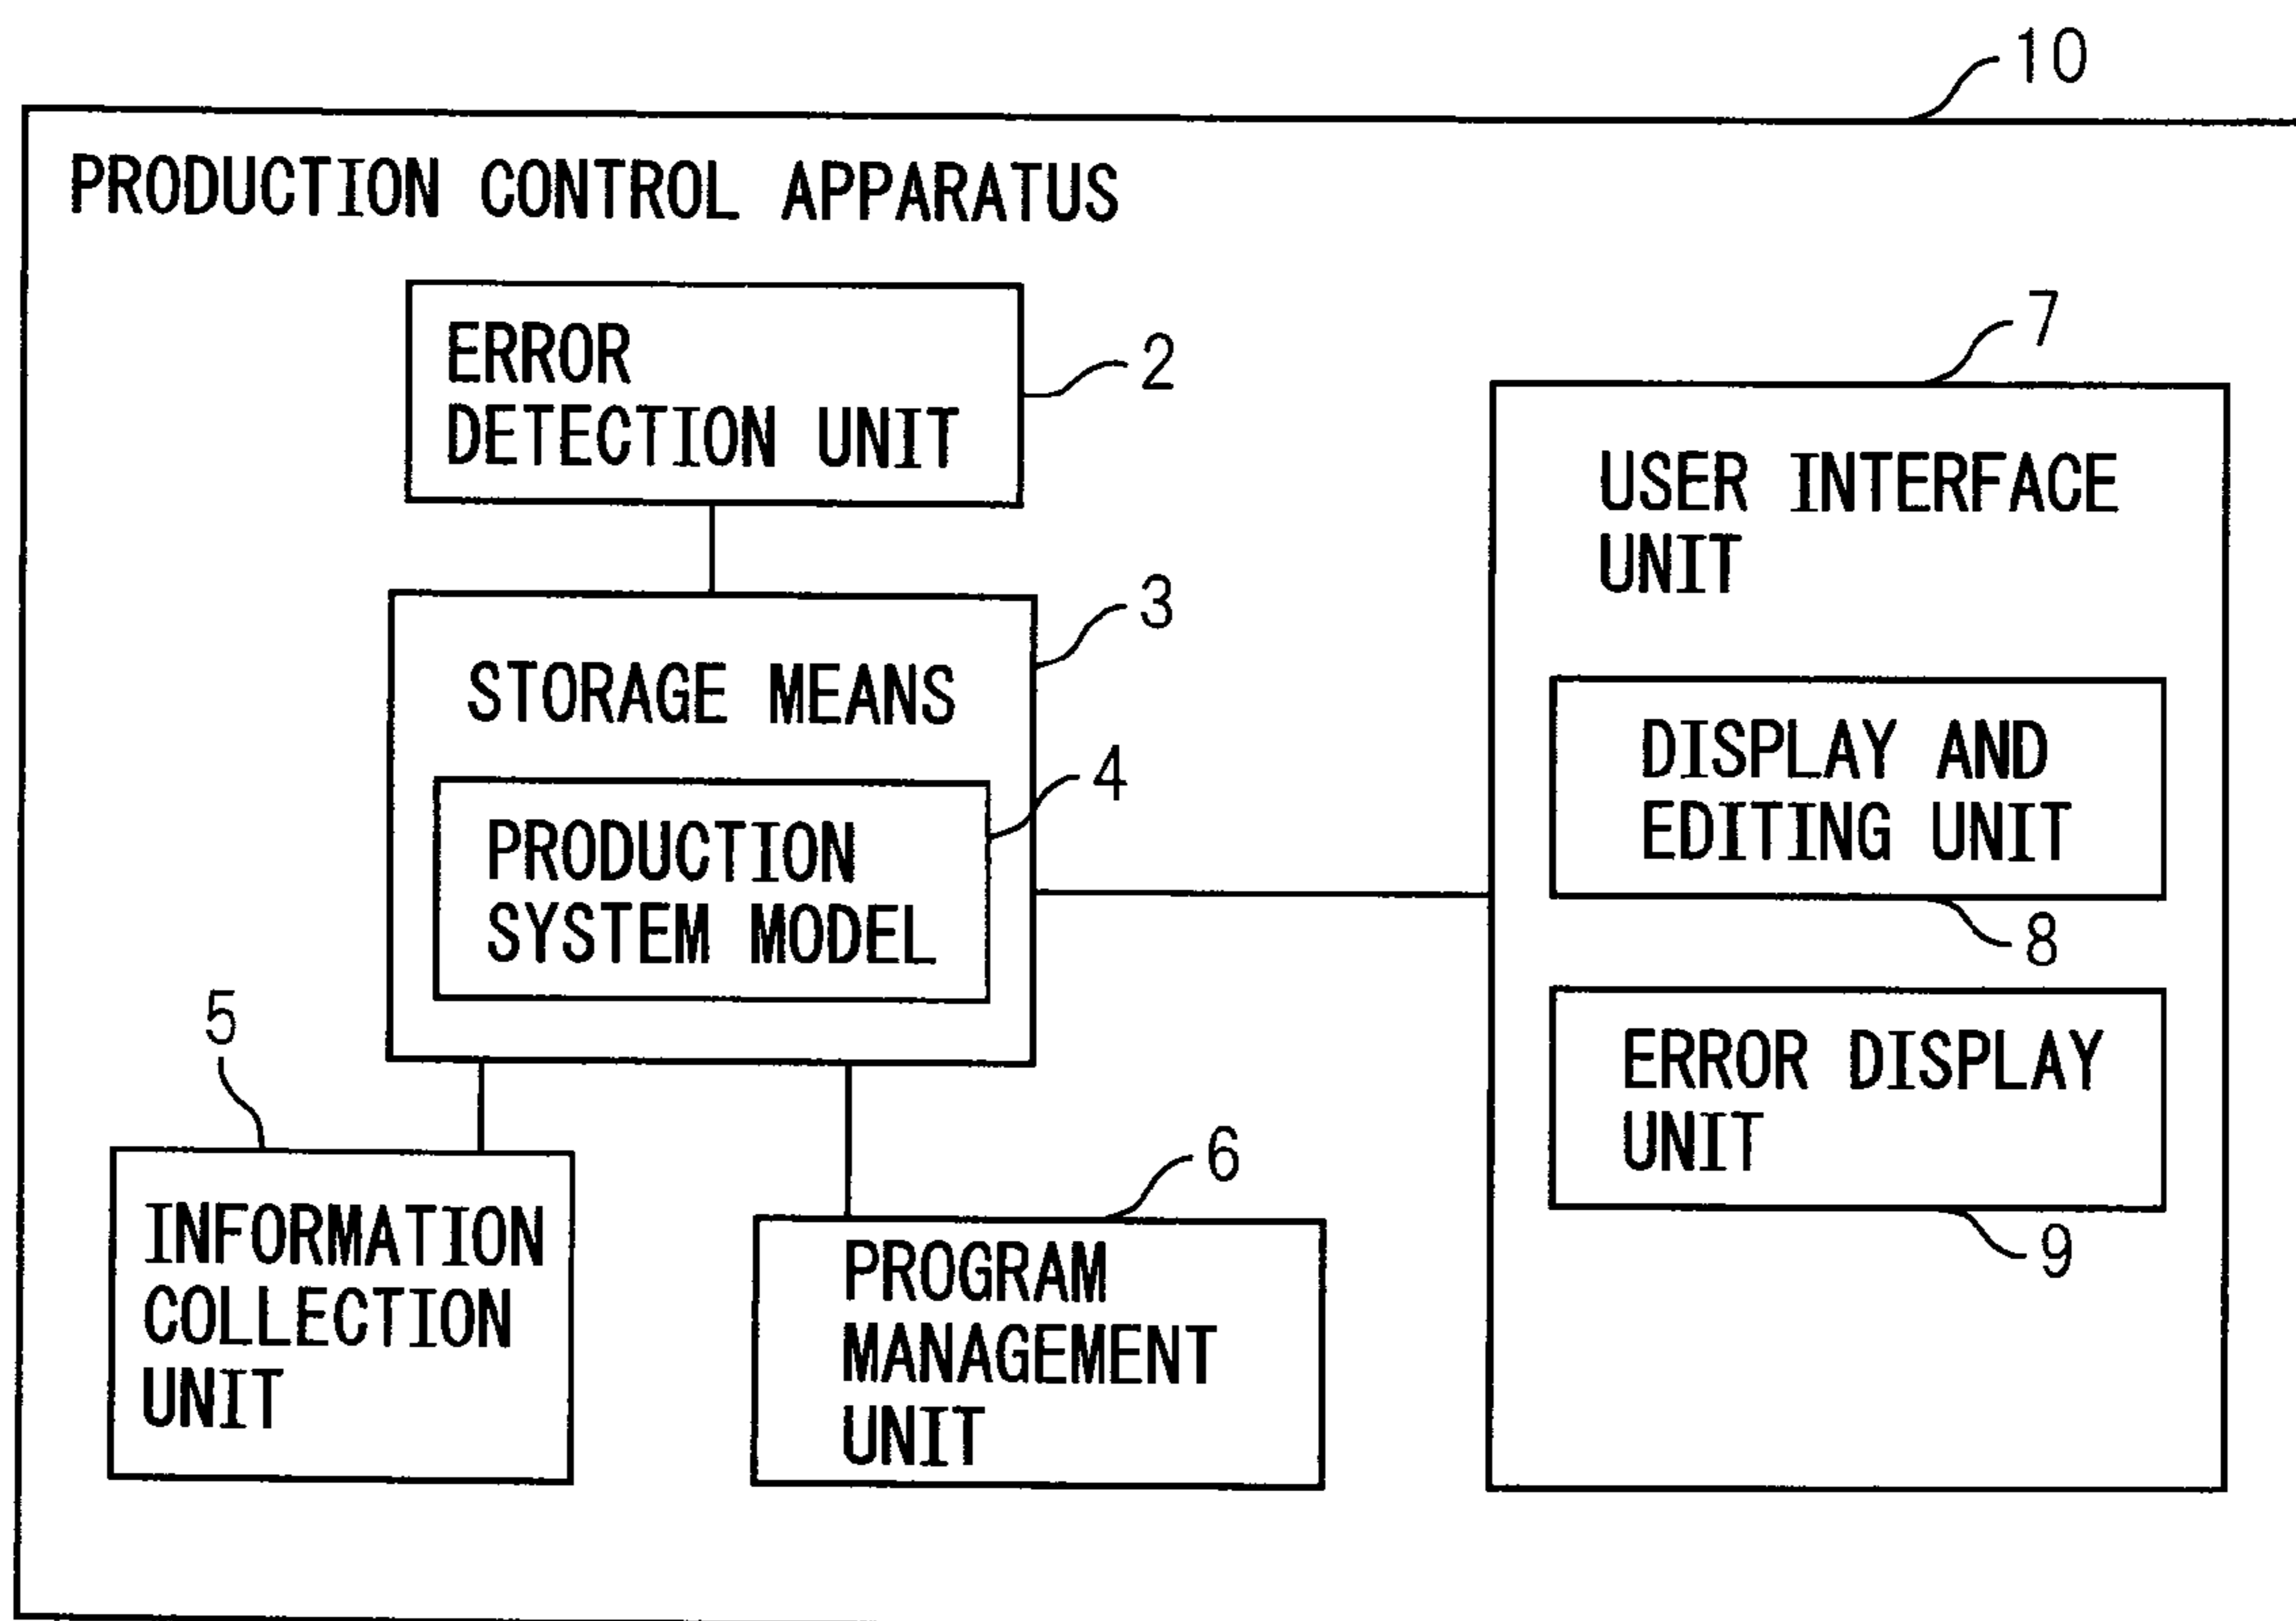 10
PRODUCTION CONTROL APPARATUS
ERROR
DETECTION UNIT
2
STORAGE MEANS
3
PRODUCTION
SYSTEM MODEL
4
5
INFORMATION
COLLECTION
UNIT
6
PROGRAM
MANAGEMENT
UNIT
7
USER INTERFACE
UNIT
DISPLAY AND
EDITING UNIT
8
ERROR DISPLAY
UNIT
9